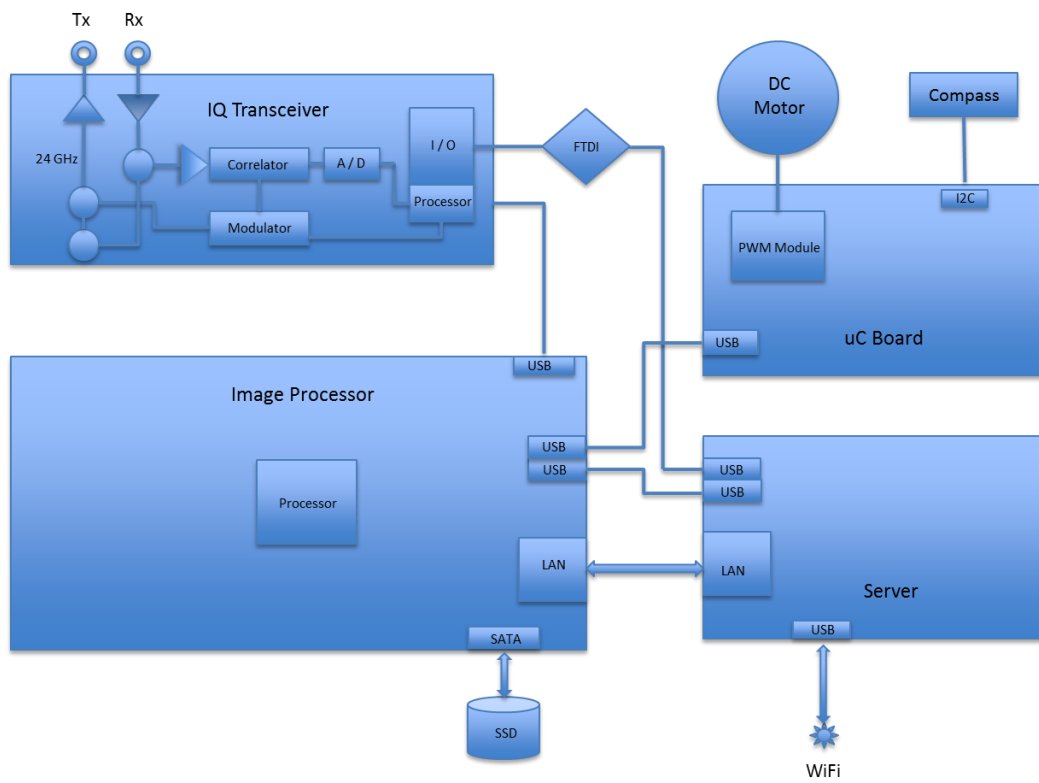 Tx
Rx
IQ Transceiver
24 GHz
Correlator
A / D
I / O
Processor
Modulator
FTDI
DC
Motor
Compass
I2C
PWM Module
USB
uC Board
USB
Image Processor
USB
USB
Processor
LAN
SATA
SSD
USB
USB
LAN
Server
USB
WiFi